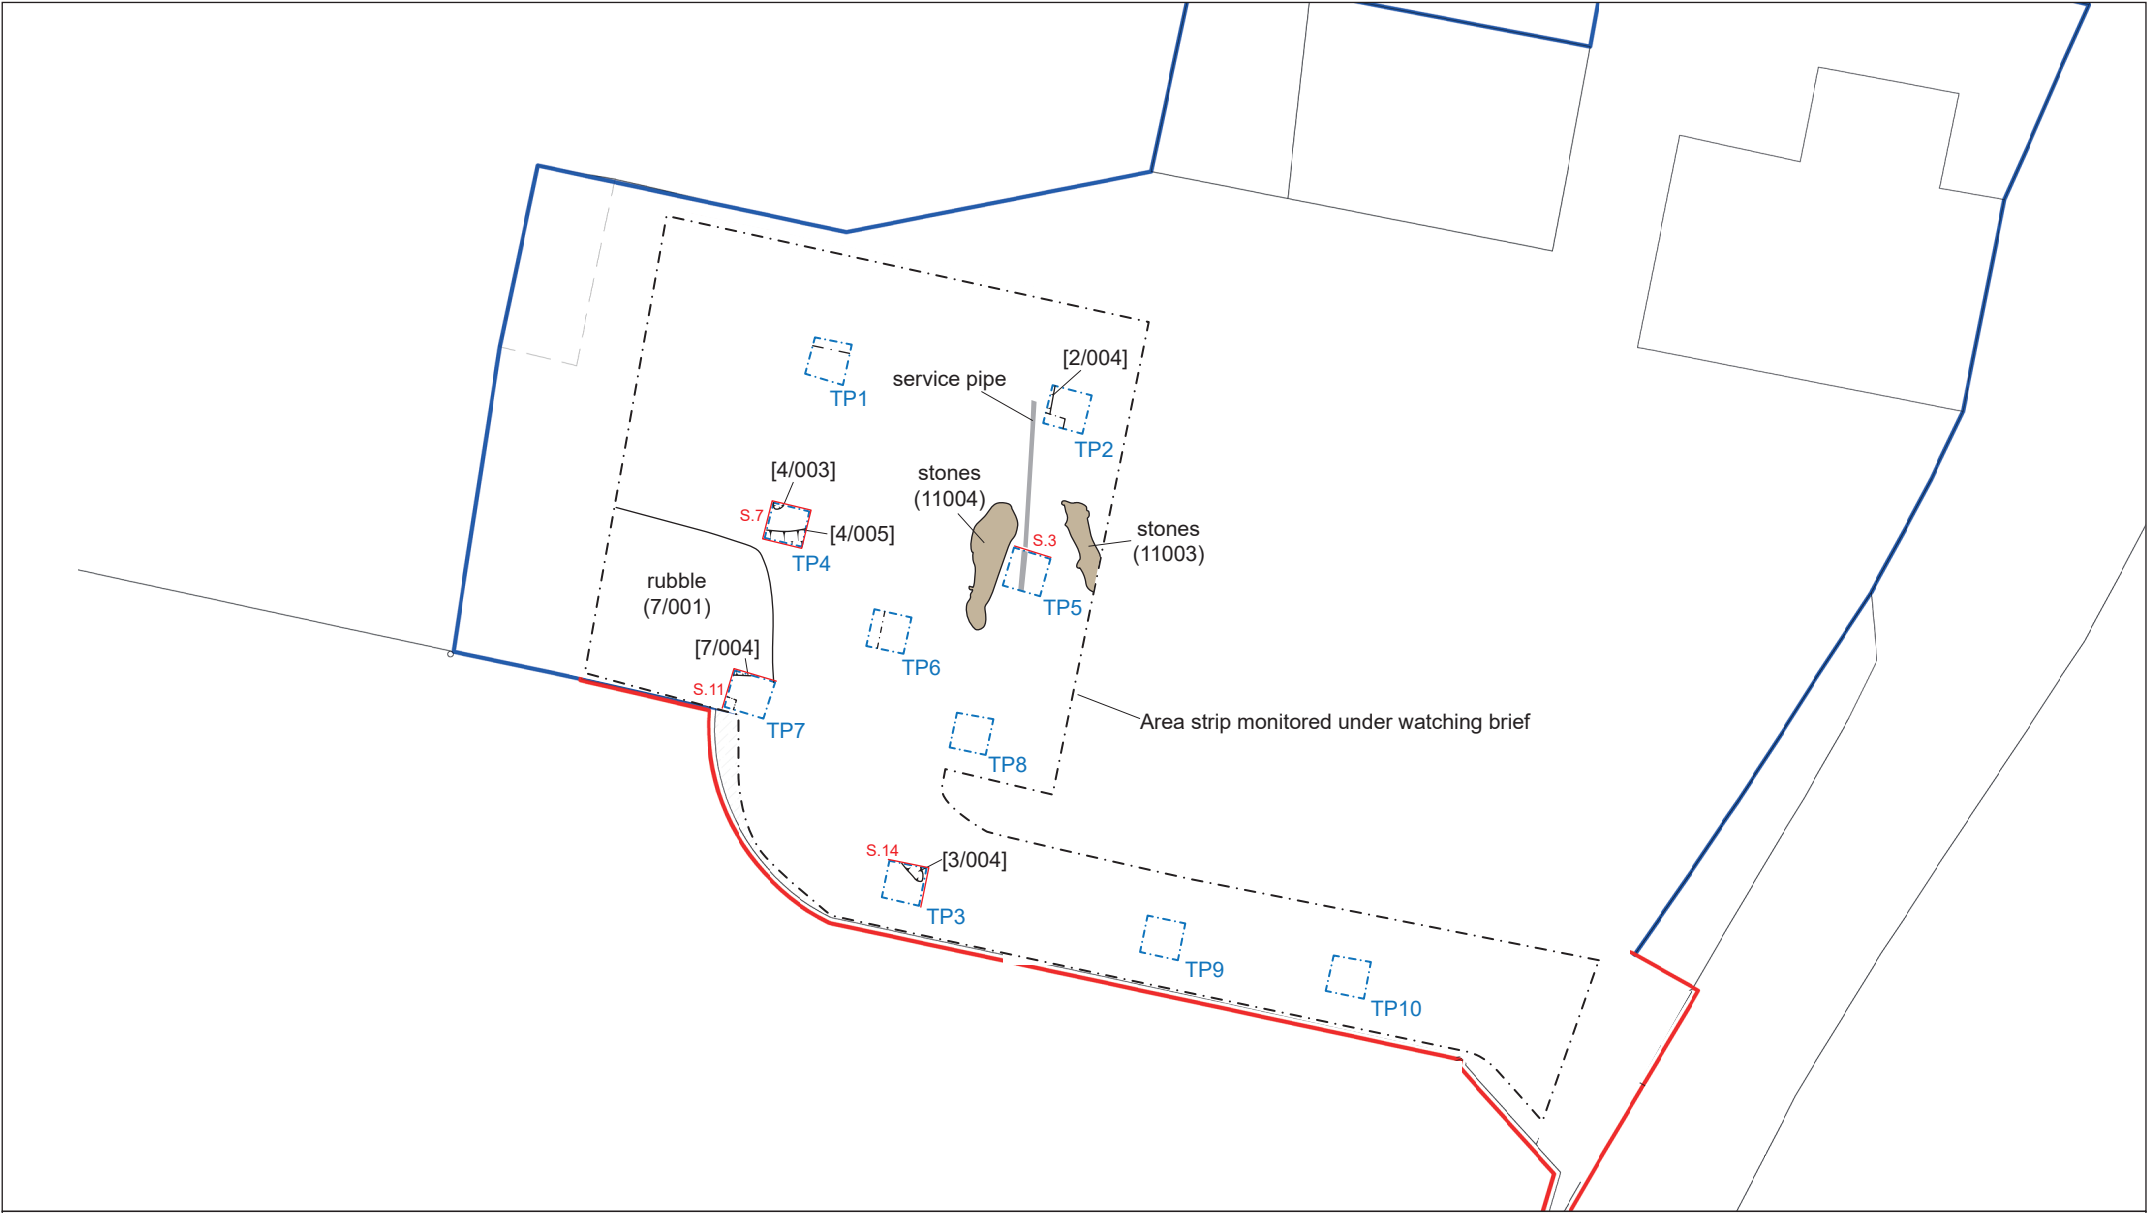 [2/004]
service pipe
TP1
TP2
[4/003]
stones
(11004)
S.7
[4/005]
TP4
S.3
stones
(11003)
rubble
(7/001)
TP5
[7/004]
TP6
S.11
TP7
Area strip monitored under watching brief
TP8
S.14
[3/004]
TP3
TP9
TP10